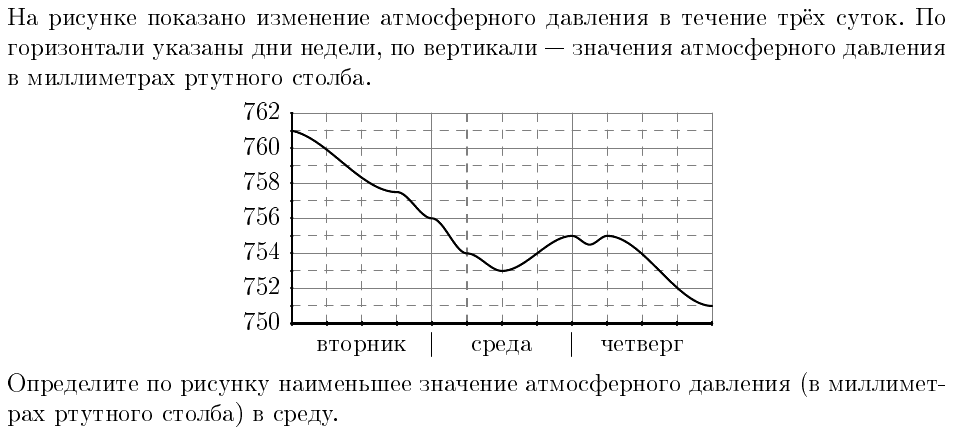 На рисунке показано изменение атмосферного давления в течение трёх суток. По
горизонтали указаны дни недели, по вертикали — значения атмосферного давления
в миллиметрах ртутного столба.
762
760
758
756
754
752
750
вторник | среда | четверг
Определите по рисунку наименьшее значение атмосферного давления (в миллимет-
рах ртутного столба) в среду.